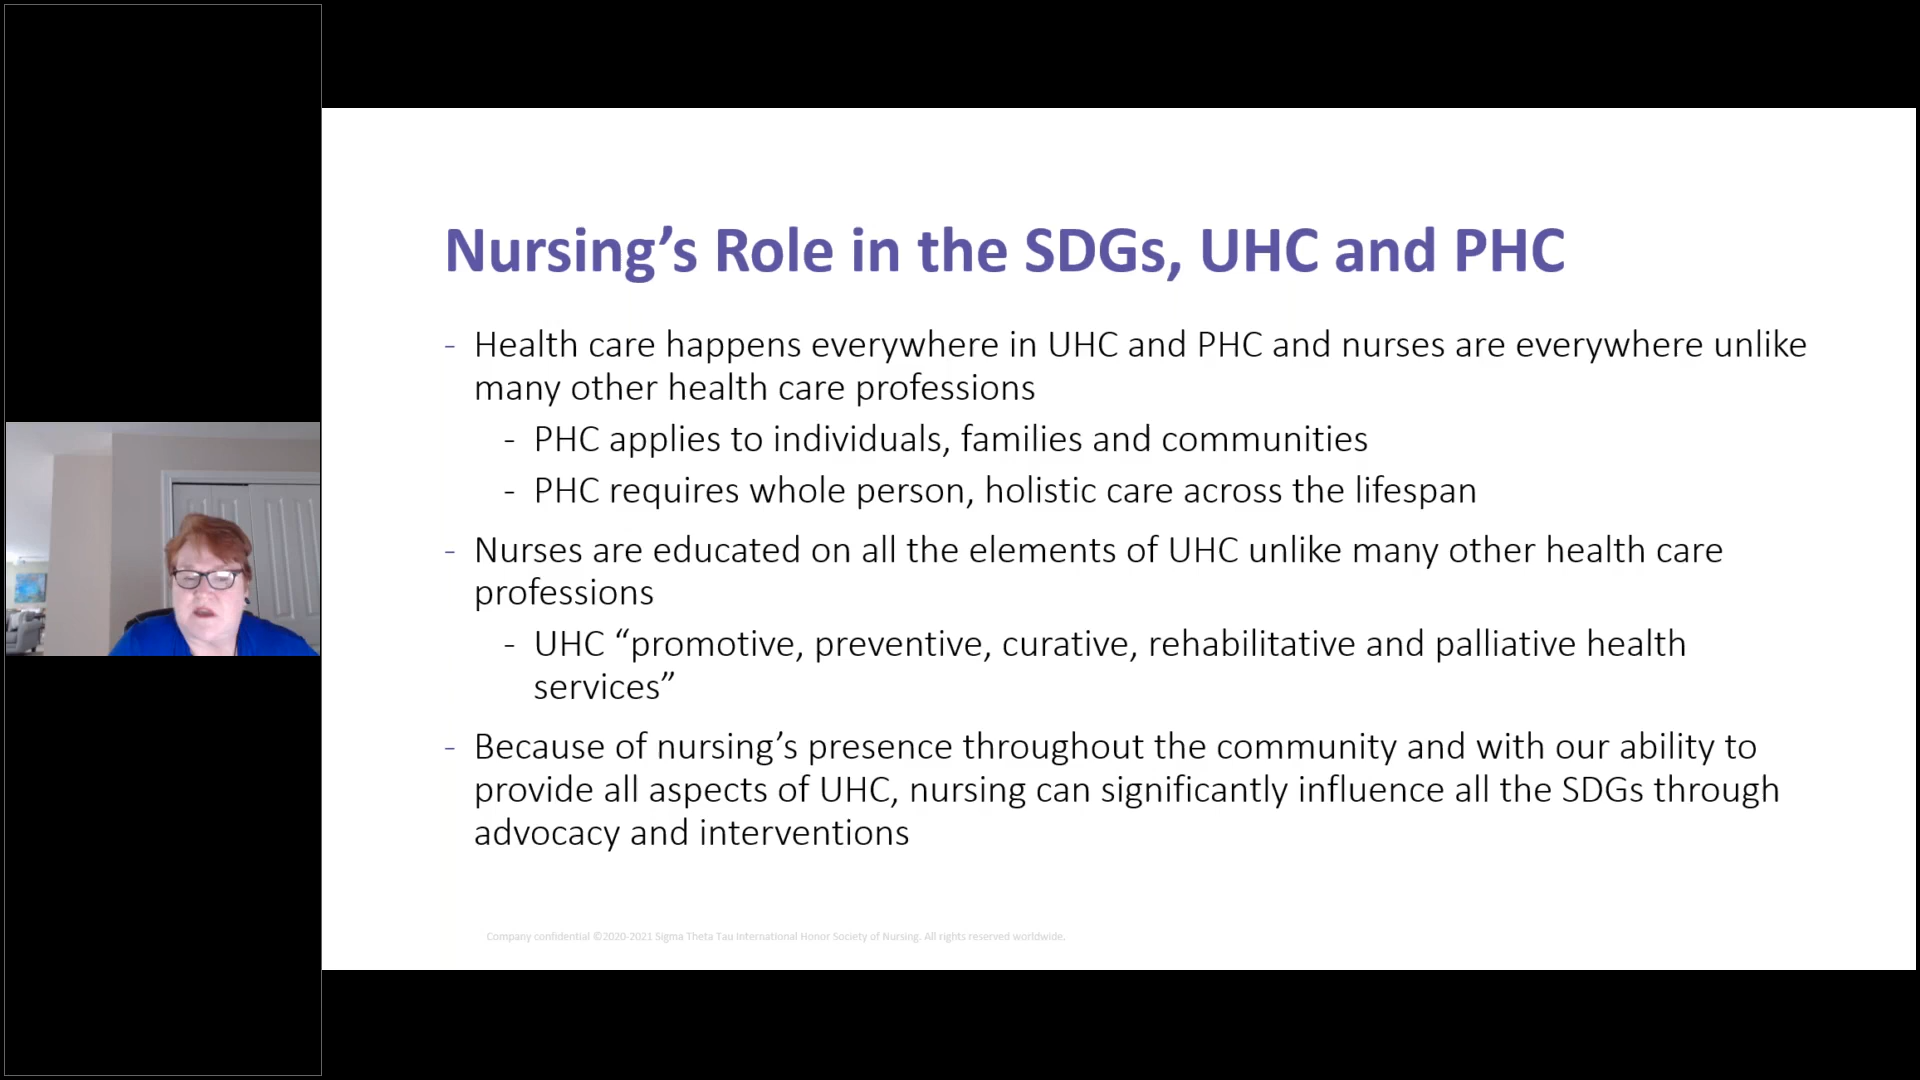 Nursing’s Role in the SDGs, UHC and PHC
- Health care happens everywhere in UHC and PHC and nurses are everywhere unlike
many other health care professions
- PHC applies to individuals, families and communities
- PHC requires whole person, holistic care across the lifespan
- Nurses are educated on all the elements of UHC unlike many other health care
professions
- UHC “promotive, preventive, curative, rehabilitative and palliative health
services”
- Because of nursing’s presence throughout the community and with our ability to
provide all aspects of UHC, nursing can significantly influence all the SDGs through
advocacy and interventions
Company confidential ©2020-2021 Sigma Theta Tau International Honor Society of Nursing. All rights reserved worldwide.